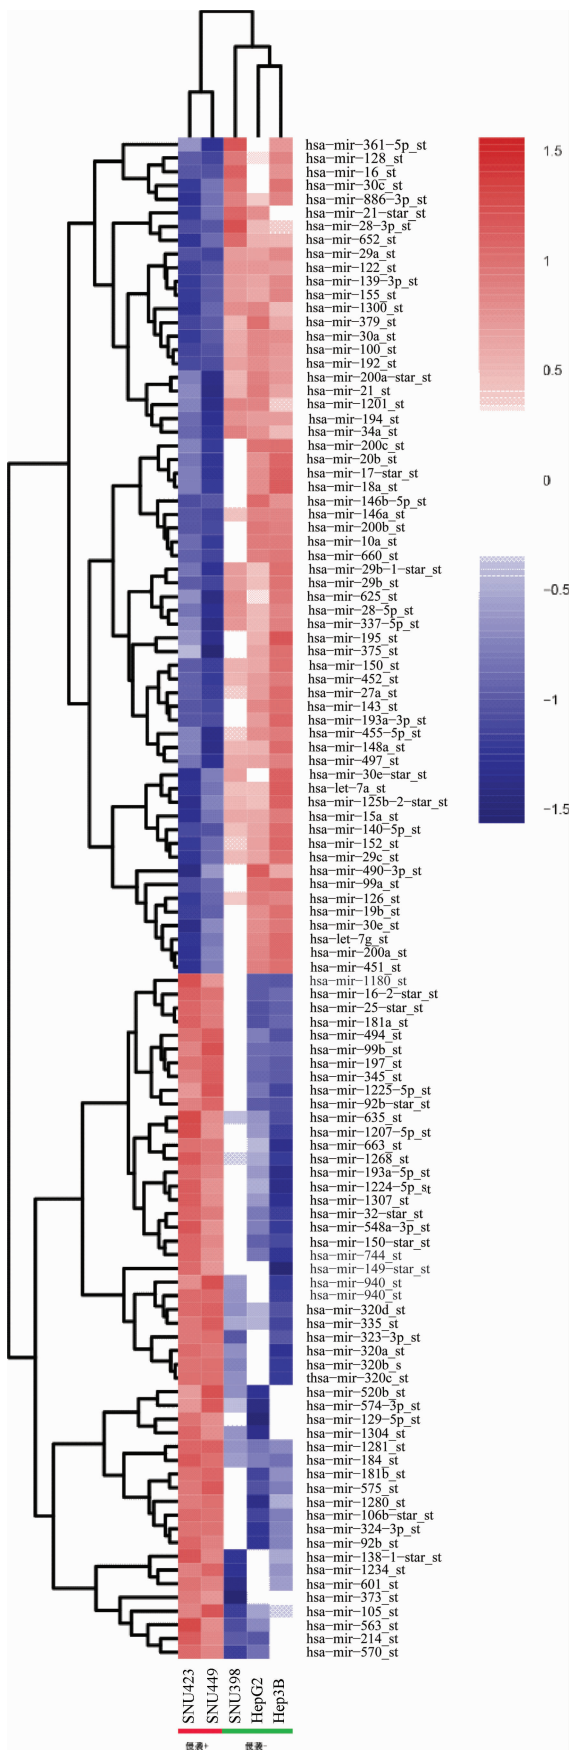 hsa-mir-361-5p_st
hsa-mir-128_st
hsa-mir-16_st
hsa-mir-30c_st
hsa-mir-886-3p_st
hsa-mir-21-star_st
hsa-mir-28-3p_st
hsa-mir-652_st
hsa-mir-29a_st
hsa-mir-122_st
hsa-mir-139-3p_st
hsa-mir-155_st
hsa-mir-1300_st
hsa-mir-379_st
hsa-mir-30a_st
hsa-mir-100_st
hsa-mir-192_st
hsa-mir-200a-star_st
hsa-mir-21_st
hsa-mir-1201_st
hsa-mir-194_st
hsa-mir-34a_st
hsa-mir-200c_st
hsa-mir-20b_st
hsa-mir-17-star_st
hsa-mir-18a_st
hsa-mir-146b-5p_st
hsa-mir-146a_st
hsa-mir-200b_st
hsa-mir-10a_st
hsa-mir-660_st
hsa-mir-29b-1-star_st
hsa-mir-29b_st
hsa-mir-625_st
hsa-mir-28-5p_st
hsa-mir-337-5p_st
hsa-mir-195_st
hsa-mir-375_st
hsa-mir-150_st
hsa-mir-452_st
hsa-mir-27a_st
hsa-mir-143_st
hsa-mir-193a-3p_st
hsa-mir-455-5p_st
hsa-mir-148a_st
hsa-mir-497_st
hsa-mir-30e-star_st
hsa-let-7a_st
hsa-mir-125b-2-star_st
hsa-mir-15a_st
hsa-mir-140-5p_st
hsa-mir-152_st
hsa-mir-29c_st
hsa-mir-490-3p_st
hsa-mir-99a_st
hsa-mir-126_st
hsa-mir-19b_st
hsa-mir-30e_st
hsa-let-7g_st
hsa-mir-200a_st
hsa-mir-451_st
hsa-mir-1180_st
hsa-mir-16-2-star_st
hsa-mir-25-star_st
hsa-mir-181a_st
hsa-mir-494_st
hsa-mir-99b_st
hsa-mir-197_st
hsa-mir-345_st
hsa-mir-1225-5p_st
hsa-mir-92b-star_st
hsa-mir-635_st
hsa-mir-1207-5p_st
hsa-mir-663_st
hsa-mir-1268_st
hsa-mir-193a-5p_st
hsa-mir-1224-5p_st
hsa-mir-1307_st
hsa-mir-32-star_st
hsa-mir-548a-3p_st
hsa-mir-150-star_st
hsa-mir-744_st
hsa-mir-149-star_st
hsa-mir-940_st
hsa-mir-940_st
hsa-mir-320d_st
hsa-mir-335_st
hsa-mir-323-3p_st
hsa-mir-320a_st
hsa-mir-320b_s
thsa-mir-320c_st
hsa-mir-520b_st
hsa-mir-574-3p_st
hsa-mir-129-5p_st
hsa-mir-1304_st
hsa-mir-1281_st
hsa-mir-184_st
hsa-mir-181b_st
hsa-mir-575_st
hsa-mir-1280_st
hsa-mir-106b-star_st
hsa-mir-324-3p_st
hsa-mir-92b_st
hsa-mir-138-1-star_st
hsa-mir-1234_st
hsa-mir-601_st
hsa-mir-373_st
hsa-mir-105_st
hsa-mir-563_st
hsa-mir-214_st
hsa-mir-570_st
1.5
1
0.5
0
-0.5
-1
-1.5
SNU423
SNU449
SNU398
HepG2
Hep3B
侵袭+
侵袭-